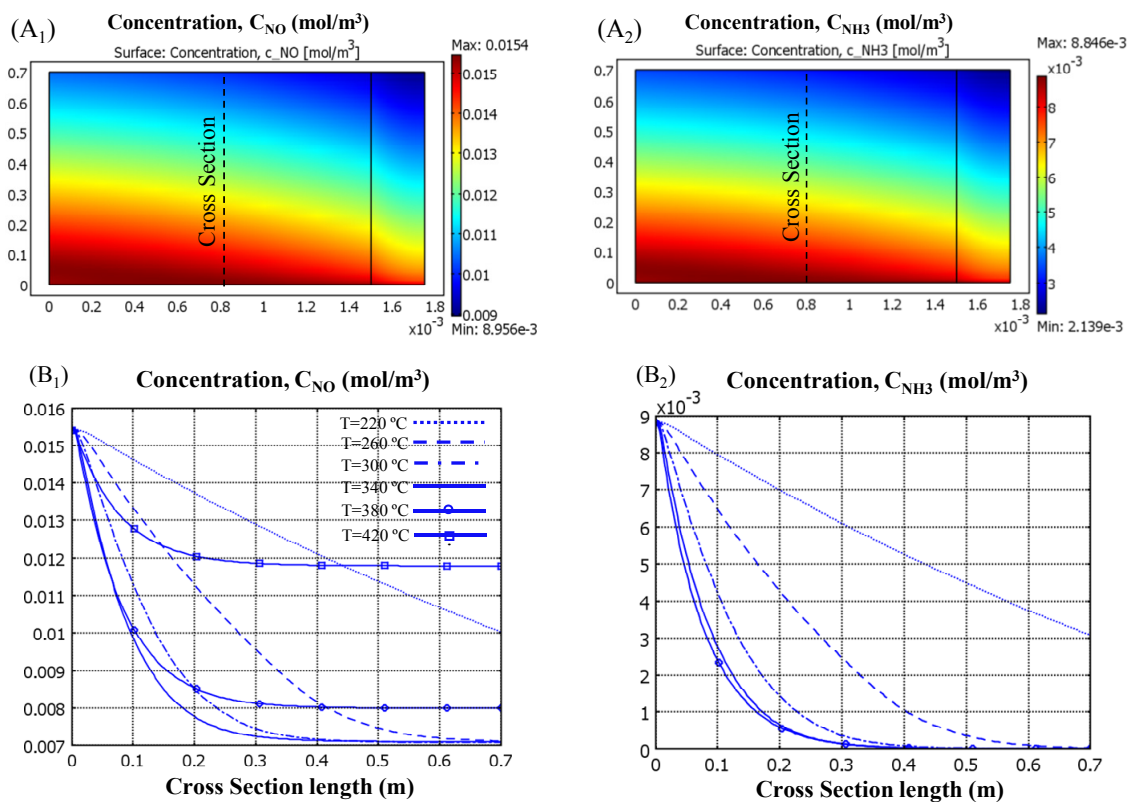 (A₁)
Concentration, C_NO (mol/m³)
Surface: Concentration, c_NO [mol/m³]
Max: 0.0154
0.7
0.6
0.5
0.4
0.3
0.2
0.1
0
Cross Section
0 0.2 0.4 0.6 0.8 1 1.2 1.4 1.6 1.8
x10⁻³
0.015
0.014
0.013
0.012
0.011
0.01
0.009
Min: 8.956e-3
(A₂)
Concentration, C_NH3 (mol/m³)
Surface: Concentration, c_NH3 [mol/m³]
Max: 8.846e-3
x10⁻³
0.7
0.6
0.5
0.4
0.3
0.2
0.1
0
Cross Section
0 0.2 0.4 0.6 0.8 1 1.2 1.4 1.6 1.8
x10⁻³
8
7
6
5
4
3
Min: 2.139e-3
(B₁)
Concentration, C_NO (mol/m³)
0.016
0.015
0.014
0.013
0.012
0.011
0.01
0.009
0.008
0.007
T=220 ºC
T=260 ºC
T=300 ºC
T=340 ºC
T=380 ºC
T=420 ºC
0 0.1 0.2 0.3 0.4 0.5 0.6 0.7
Cross Section length (m)
(B₂)
Concentration, C_NH3 (mol/m³)
x10⁻³
9
8
7
6
5
4
3
2
1
0
0 0.1 0.2 0.3 0.4 0.5 0.6 0.7
Cross Section length (m)